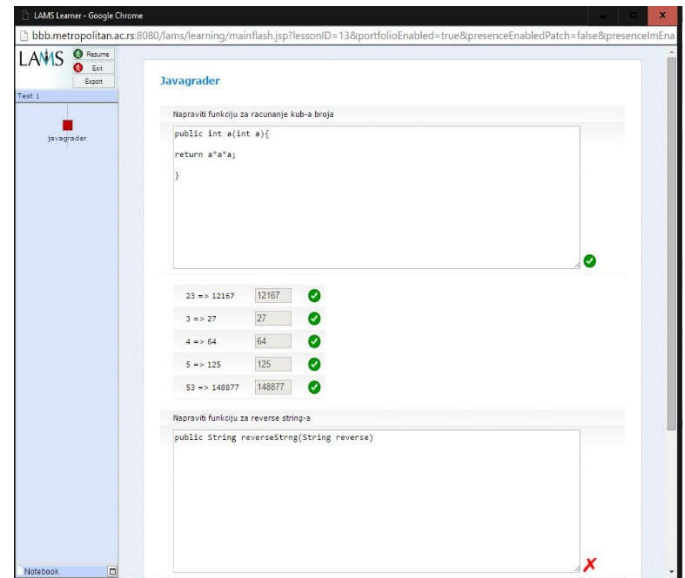 LAMS Learner - Google Chrome
bbb.metropolitan.ac.rs:8080/lams/learning/mainflash.jsp?lessonID=13&portfolioEnabled=true&presenceEnabledPatch=false&presenceImEna
LAMS
Resume
Exit
Export
Test 1
javagrader
Javagrader
Napraviti funkciju za racunanje kub-a broja
public int a(int a){
return a*a*a;
}
23 => 12167 12167
3 => 27 27
4 => 64 64
5 => 125 125
53 => 148877 148877
Napraviti funkciju za reverse string-a
public String reverseStrng(String reverse)
Notebook